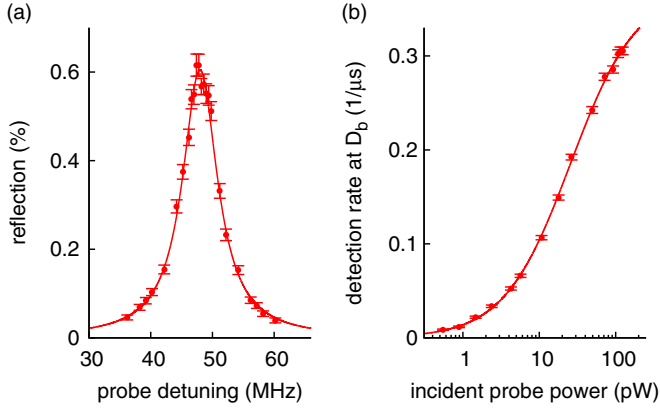 (a)
reflection (%)
0.6
0.4
0.2
0
30
40
50
60
probe detuning (MHz)
(b)
detection rate at D_b (1/μs)
0.3
0.2
0.1
0
1
10
100
incident probe power (pW)